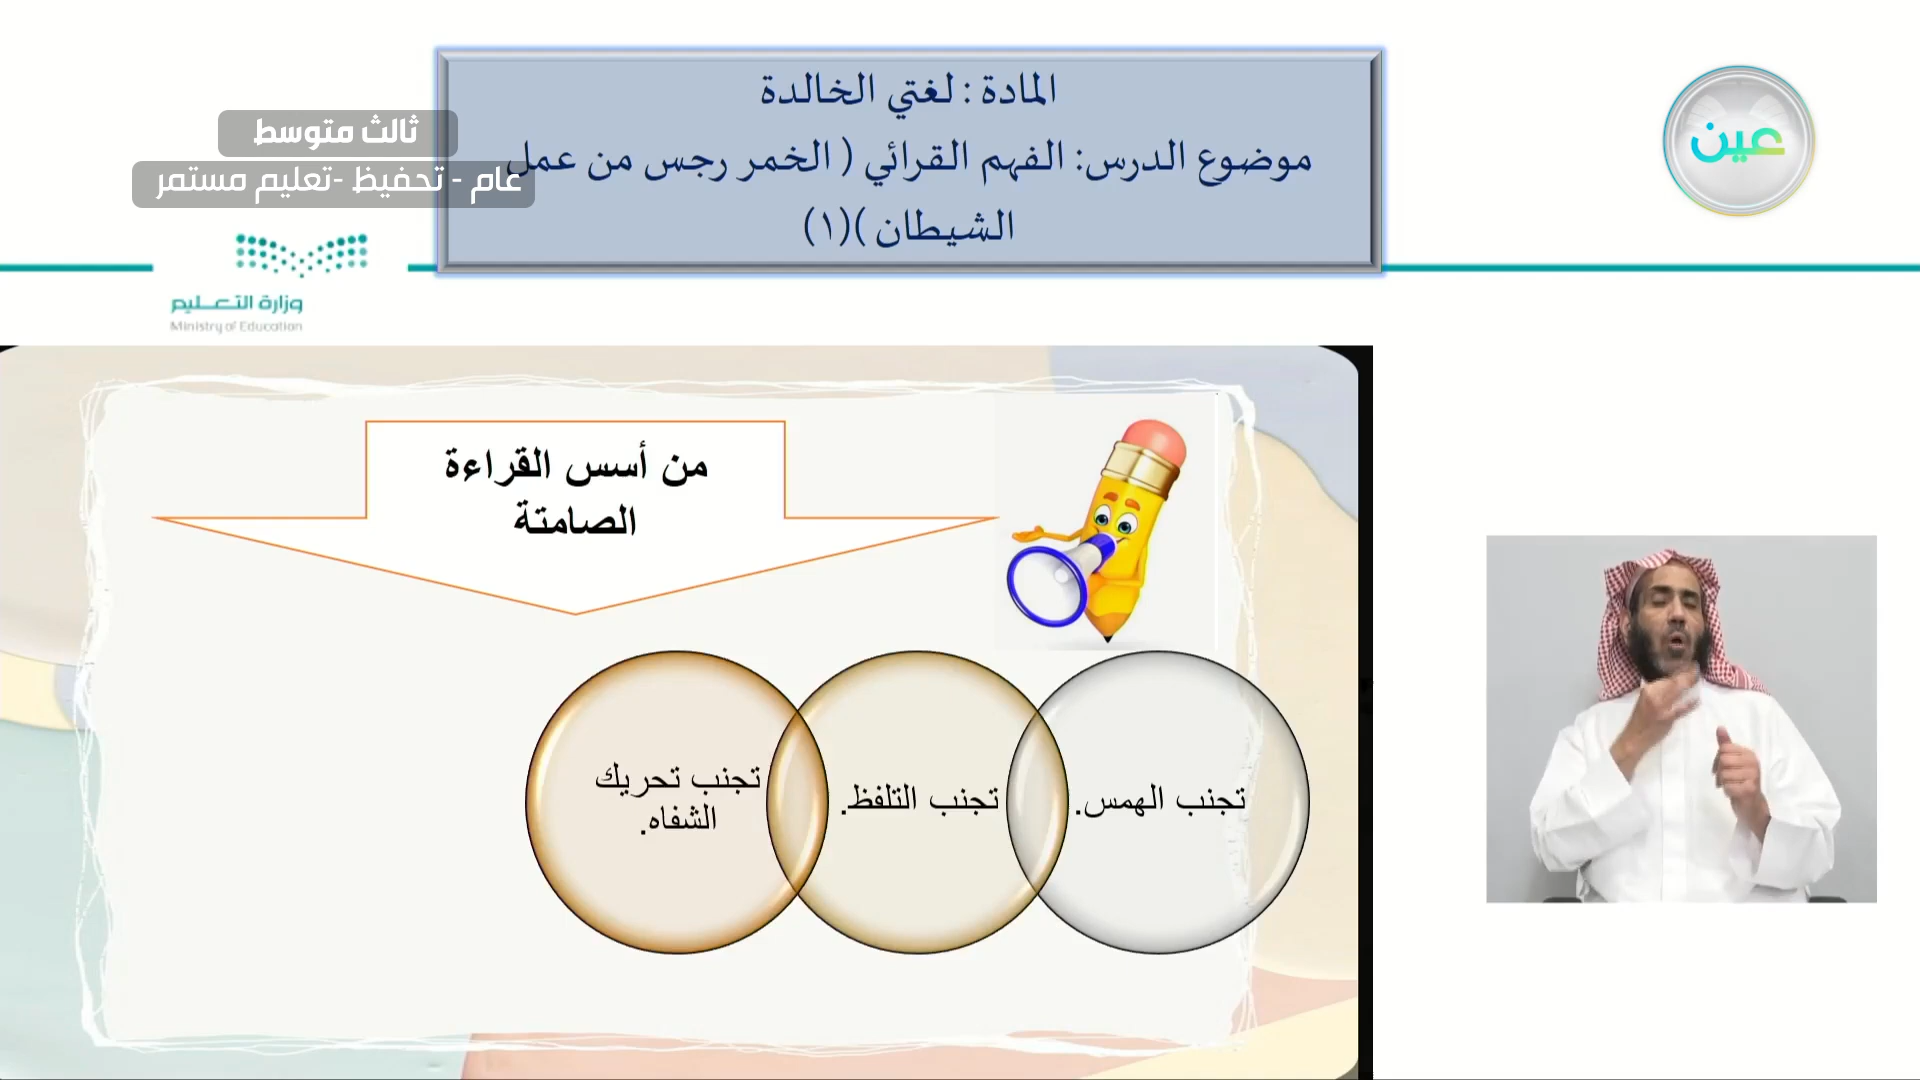 المادة : لغتي الخالدة
موضوع الدرس: الفهم القرائي ( الخمر رجس من عمل
الشيطان )(١)
عين
ثالث متوسط
عام - تحفيظ -تعليم مستمر
وزارة التعليم
Ministry of Education
من أسس القراءة
الصامتة
تجنب الهمس.
تجنب التلفظ.
تجنب تحريك
الشفاه.